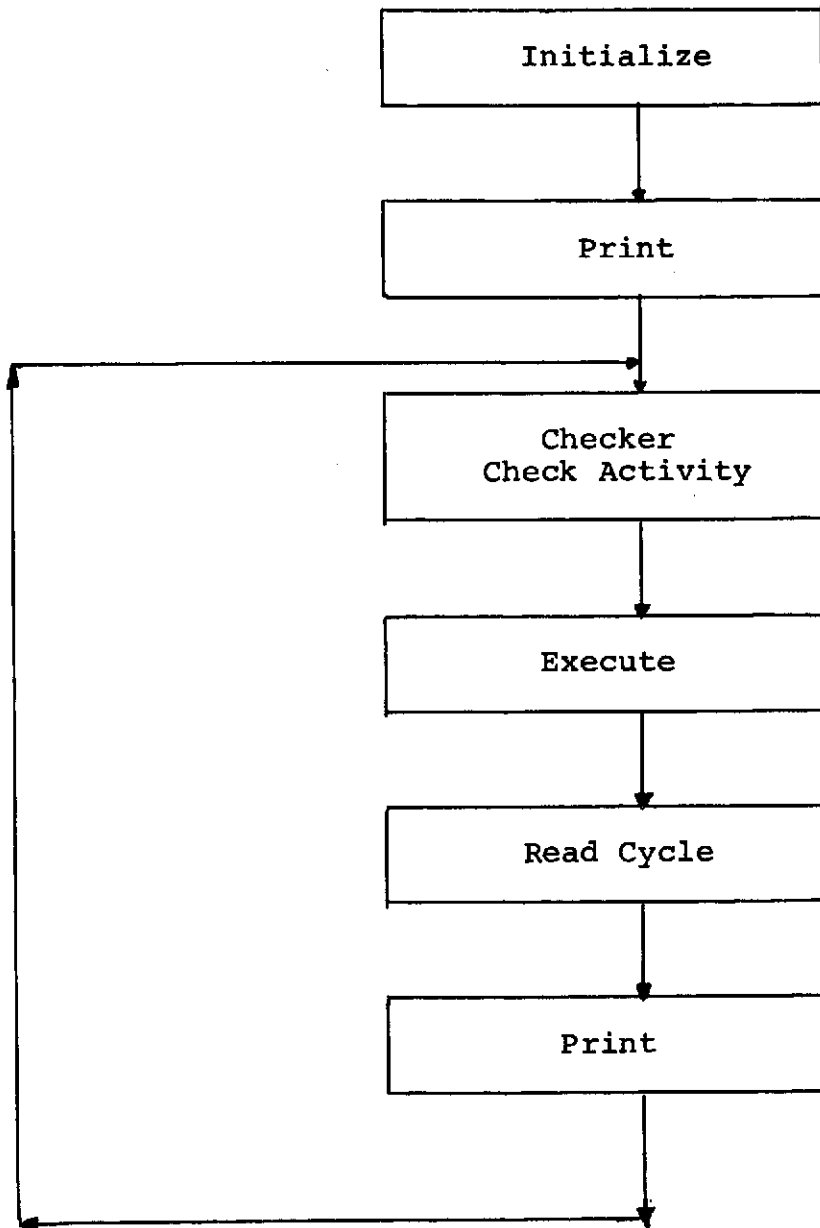 Initialize
Print
Checker
Check Activity
Execute
Read Cycle
Print